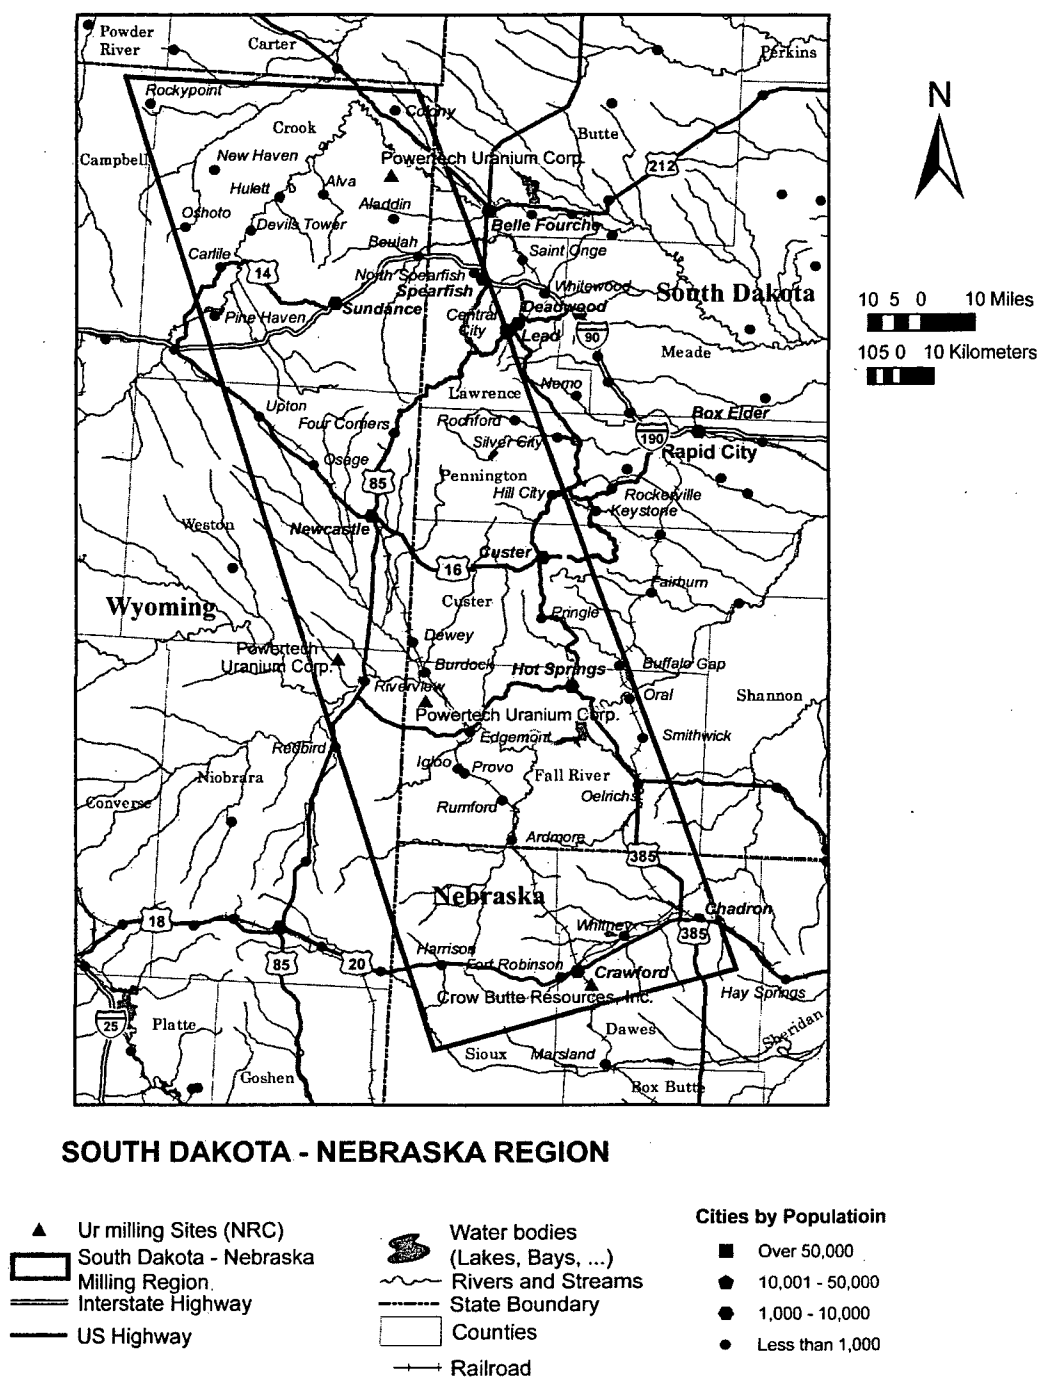 Powder
River
Carter
Perkins
Rockypoint
Colony
Crook
Butte
N
Campbell
New Haven
Powertech Uranium Corp.
212
Hulett
Alva
Oshoto
Aladdin
Devils Tower
Belle Fourche
Beulah
Saint Onge
Carlile
14
North Spearfish
Spearfish
Whitewood
South Dakota
10 5 0 10 Miles
Sundance
Deadwood
Pine Haven
Central
City
Lead
90
105 0 10 Kilometers
Meade
Nemo
Lawrence
Upton
Four Corners
Rochford
Box Elder
Silver City
190
Rapid City
Osage
85
Pennington
Hill City
Rockerville
Keystone
Weston
Newcastle
Custer
16
Fairburn
Wyoming
Custer
Pringle
Dewey
Powertech
Uranium Corp.
Burdock
Hot Springs
Buffalo Gap
Riverview
Oral
Shannon
Powertech Uranium Corp.
Edgemont
Smithwick
Redbird
Igloo
Provo
Fall River
Niobrara
Oelrichs
Converse
Rumford
Ardmore
385
Nebraska
Chadron
18
Whitney
385
Harrison
85
20
Fort Robinson
Crawford
Crow Butte Resources, Inc.
Hay Springs
25
Platte
Dawes
Sheridan
Sioux
Marsland
Goshen
Box Butte
SOUTH DAKOTA - NEBRASKA REGION
Ur milling Sites (NRC)
South Dakota - Nebraska
Milling Region
Interstate Highway
US Highway
Water bodies
(Lakes, Bays, ...)
Rivers and Streams
State Boundary
Counties
Railroad
Cities by Populatioin
Over 50,000
10,001 - 50,000
1,000 - 10,000
Less than 1,000